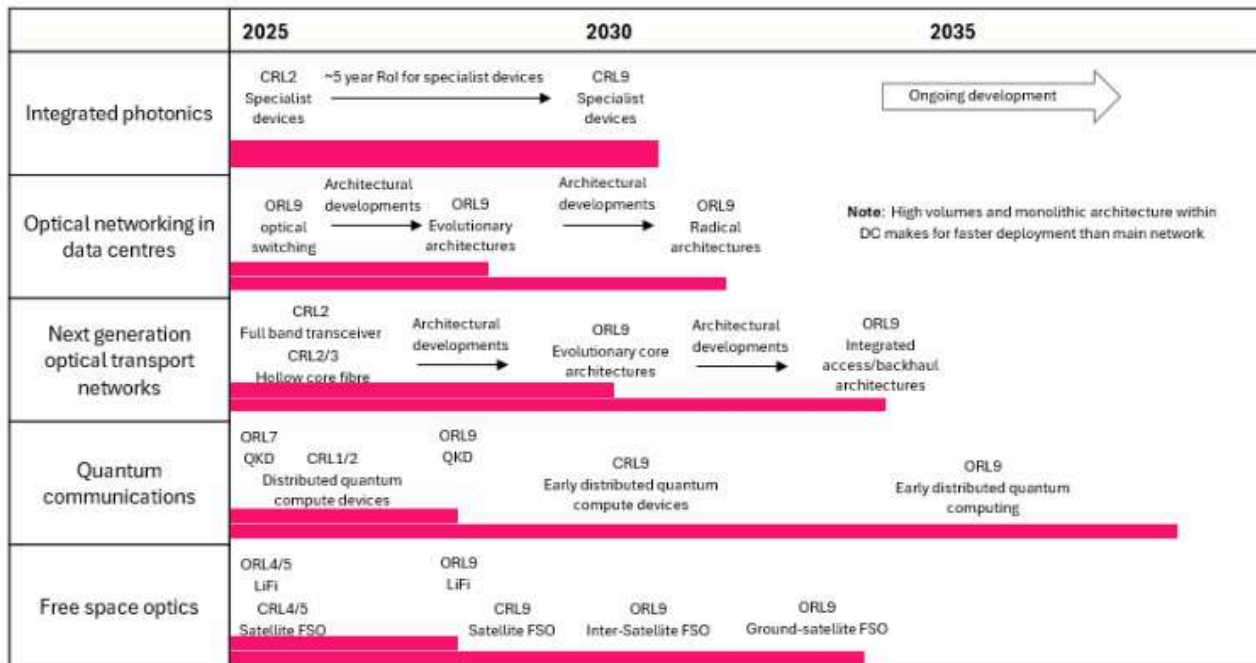 2025
2030
2035
Integrated photonics
CRL2
Specialist
devices
~5 year RoI for specialist devices
CRL9
Specialist
devices
Ongoing development
Optical networking in
data centres
ORL9
optical
switching
Architectural
developments
ORL9
Evolutionary
architectures
Architectural
developments
ORL9
Radical
architectures
Note: High volumes and monolithic architecture within
DC makes for faster deployment than main network
Next generation
optical transport
networks
CRL2
Full band transceiver
CRL2/3
Hollow core fibre
Architectural
developments
ORL9
Evolutionary core
architectures
Architectural
developments
ORL9
Integrated
access/backhaul
architectures
Quantum
communications
ORL7
QKD
CRL1/2
Distributed quantum
compute devices
ORL9
QKD
CRL9
Early distributed quantum
compute devices
ORL9
Early distributed quantum
computing
Free space optics
ORL4/5
LiFi
CRL4/5
Satellite FSO
ORL9
LiFi
CRL9
Satellite FSO
ORL9
Inter-Satellite FSO
ORL9
Ground-satellite FSO